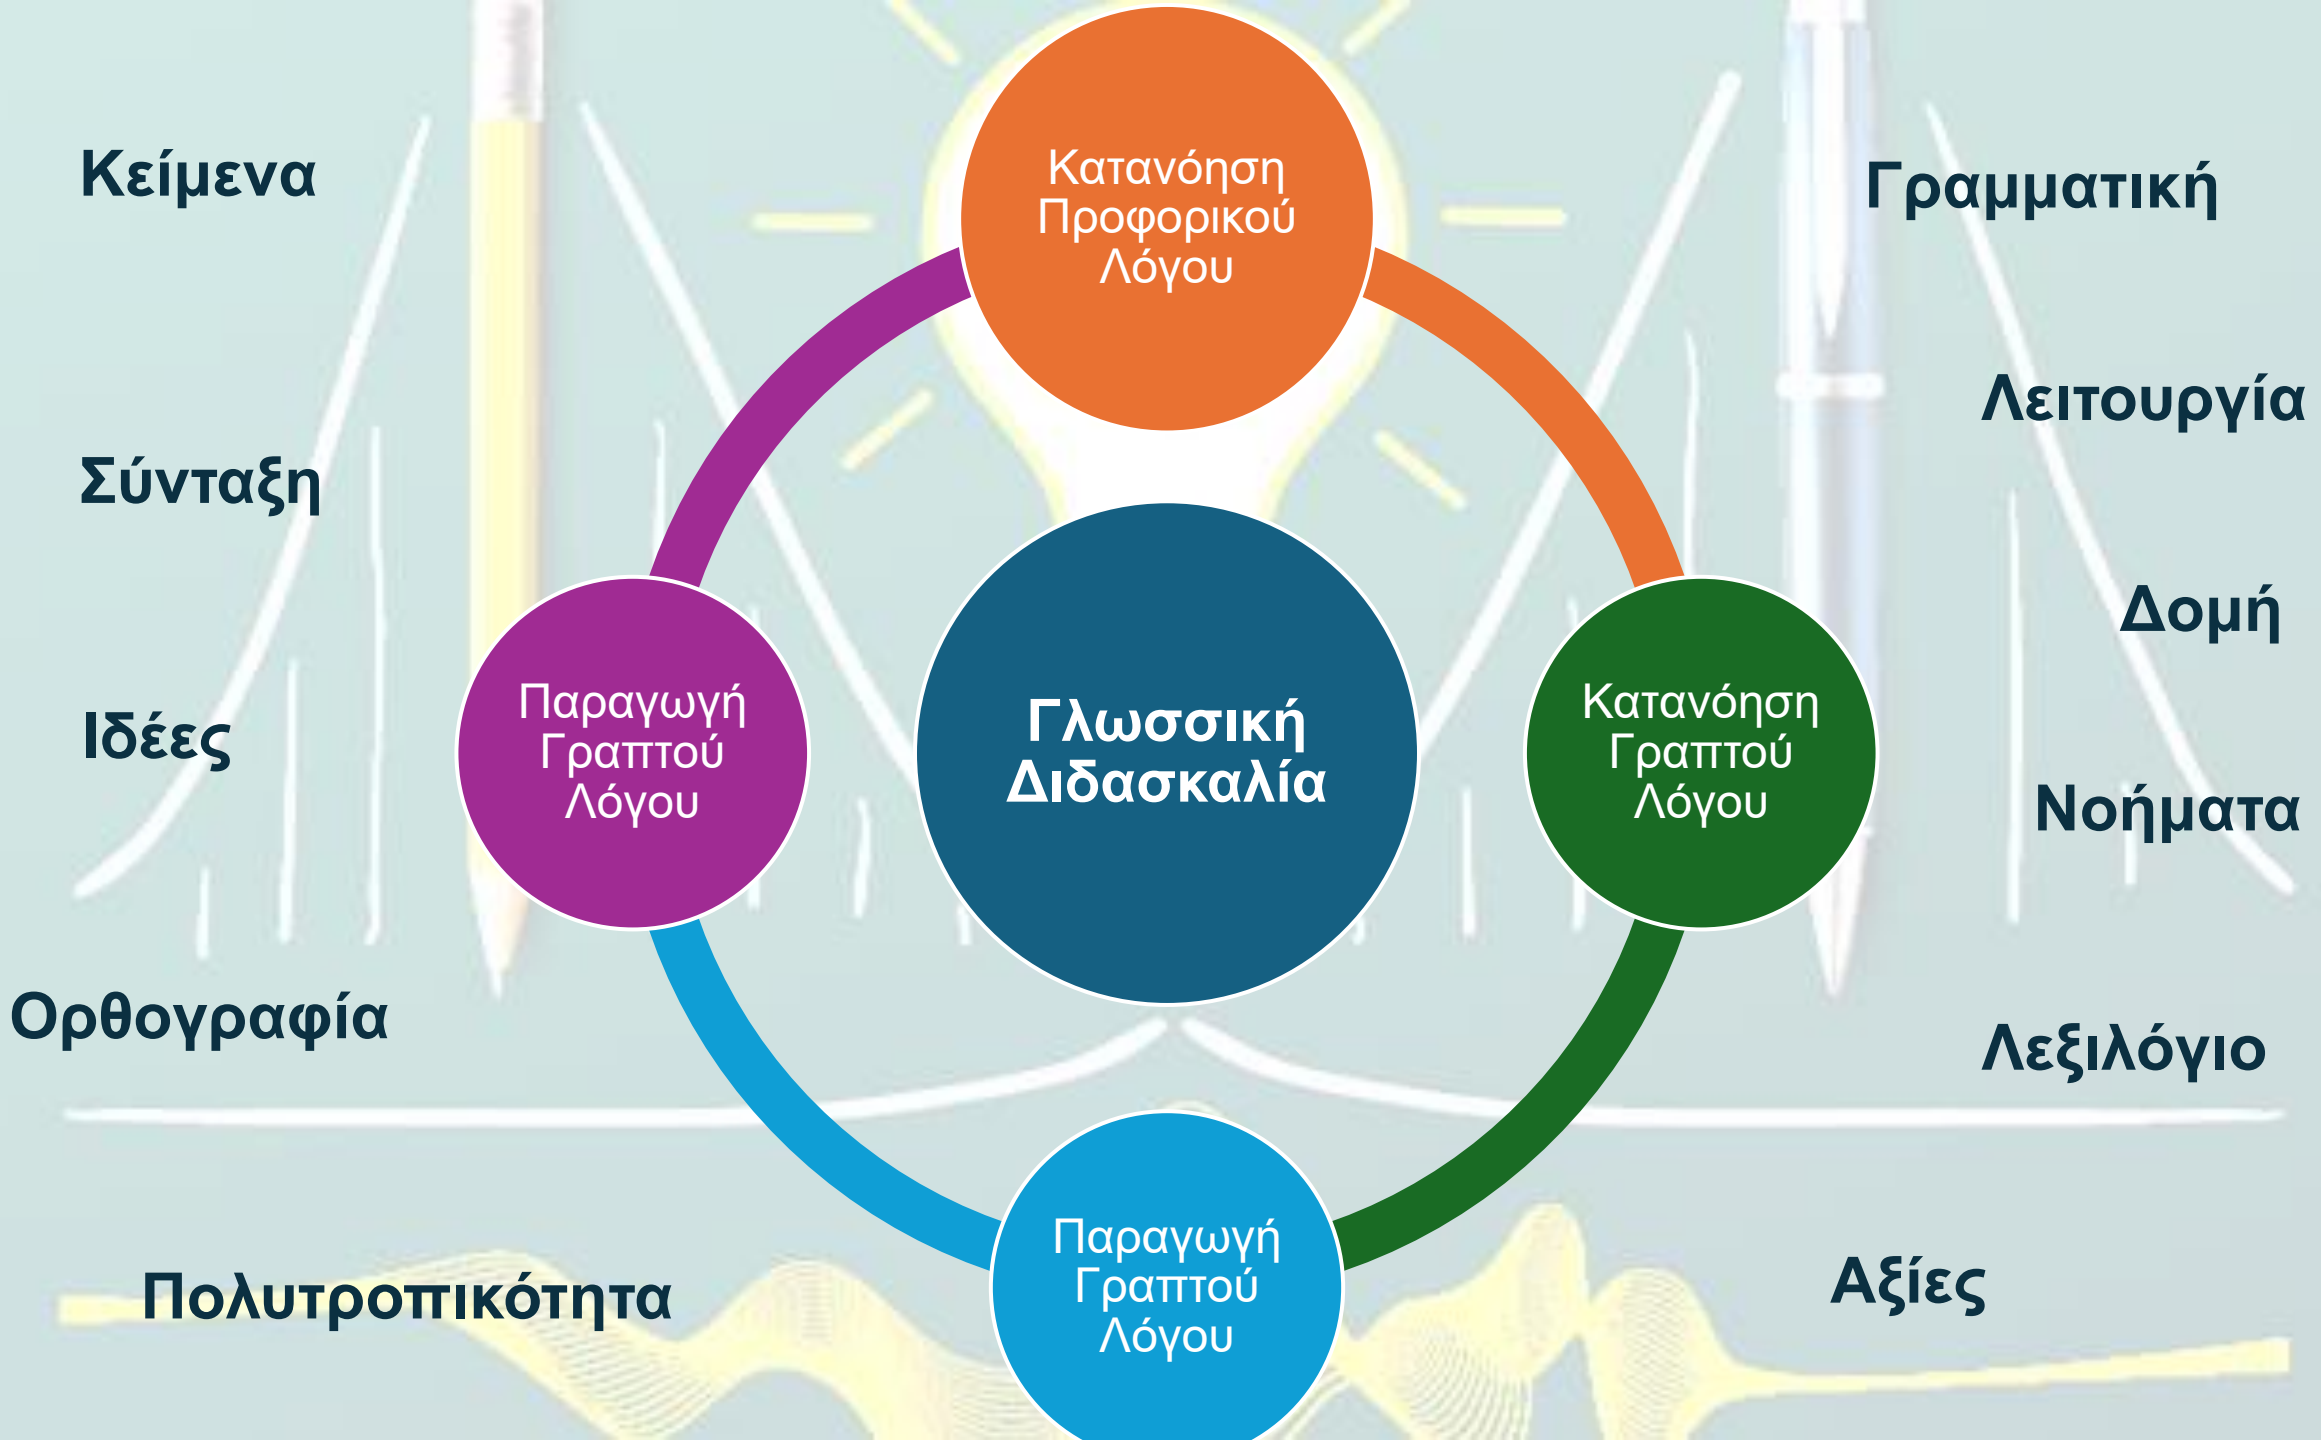 Κείμενα
Σύνταξη
Ιδέες
Ορθογραφία
Πολυτροπικότητα
Κατανόηση
Προφορικού
Λόγου
Παραγωγή
Γραπτού
Λόγου
Γλωσσική
Διδασκαλία
Κατανόηση
Γραπτού
Λόγου
Παραγωγή
Γραπτού
Λόγου
Γραμματική
Λειτουργία
Δομή
Νοήματα
Λεξιλόγιο
Αξίες